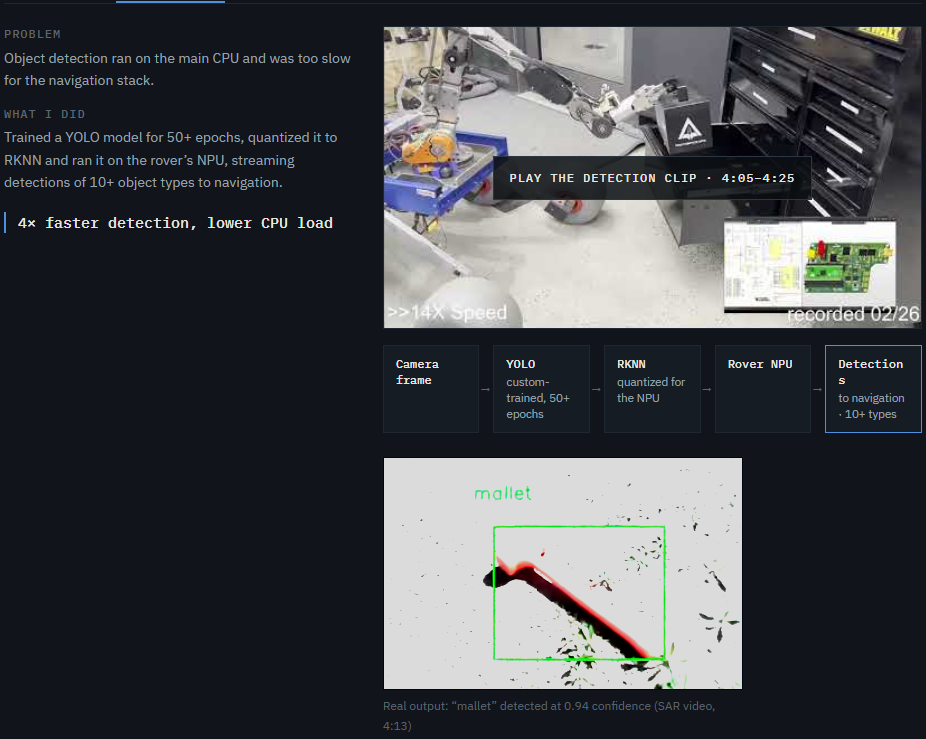 PROBLEM
Object detection ran on the main CPU and was too slow
for the navigation stack.
WHAT I DID
Trained a YOLO model for 50+ epochs, quantized it to
RKNN and ran it on the rover’s NPU, streaming
detections of 10+ object types to navigation.
4× faster detection, lower CPU load
PLAY THE DETECTION CLIP · 4:05–4:25
>>14X Speed
recorded 02/26
Camera
frame
→
YOLO
custom-
trained, 50+
epochs
→
RKNN
quantized for
the NPU
→
Rover NPU
→
Detection
s
to navigation
· 10+ types
mallet
Real output: “mallet” detected at 0.94 confidence (SAR video,
4:13)